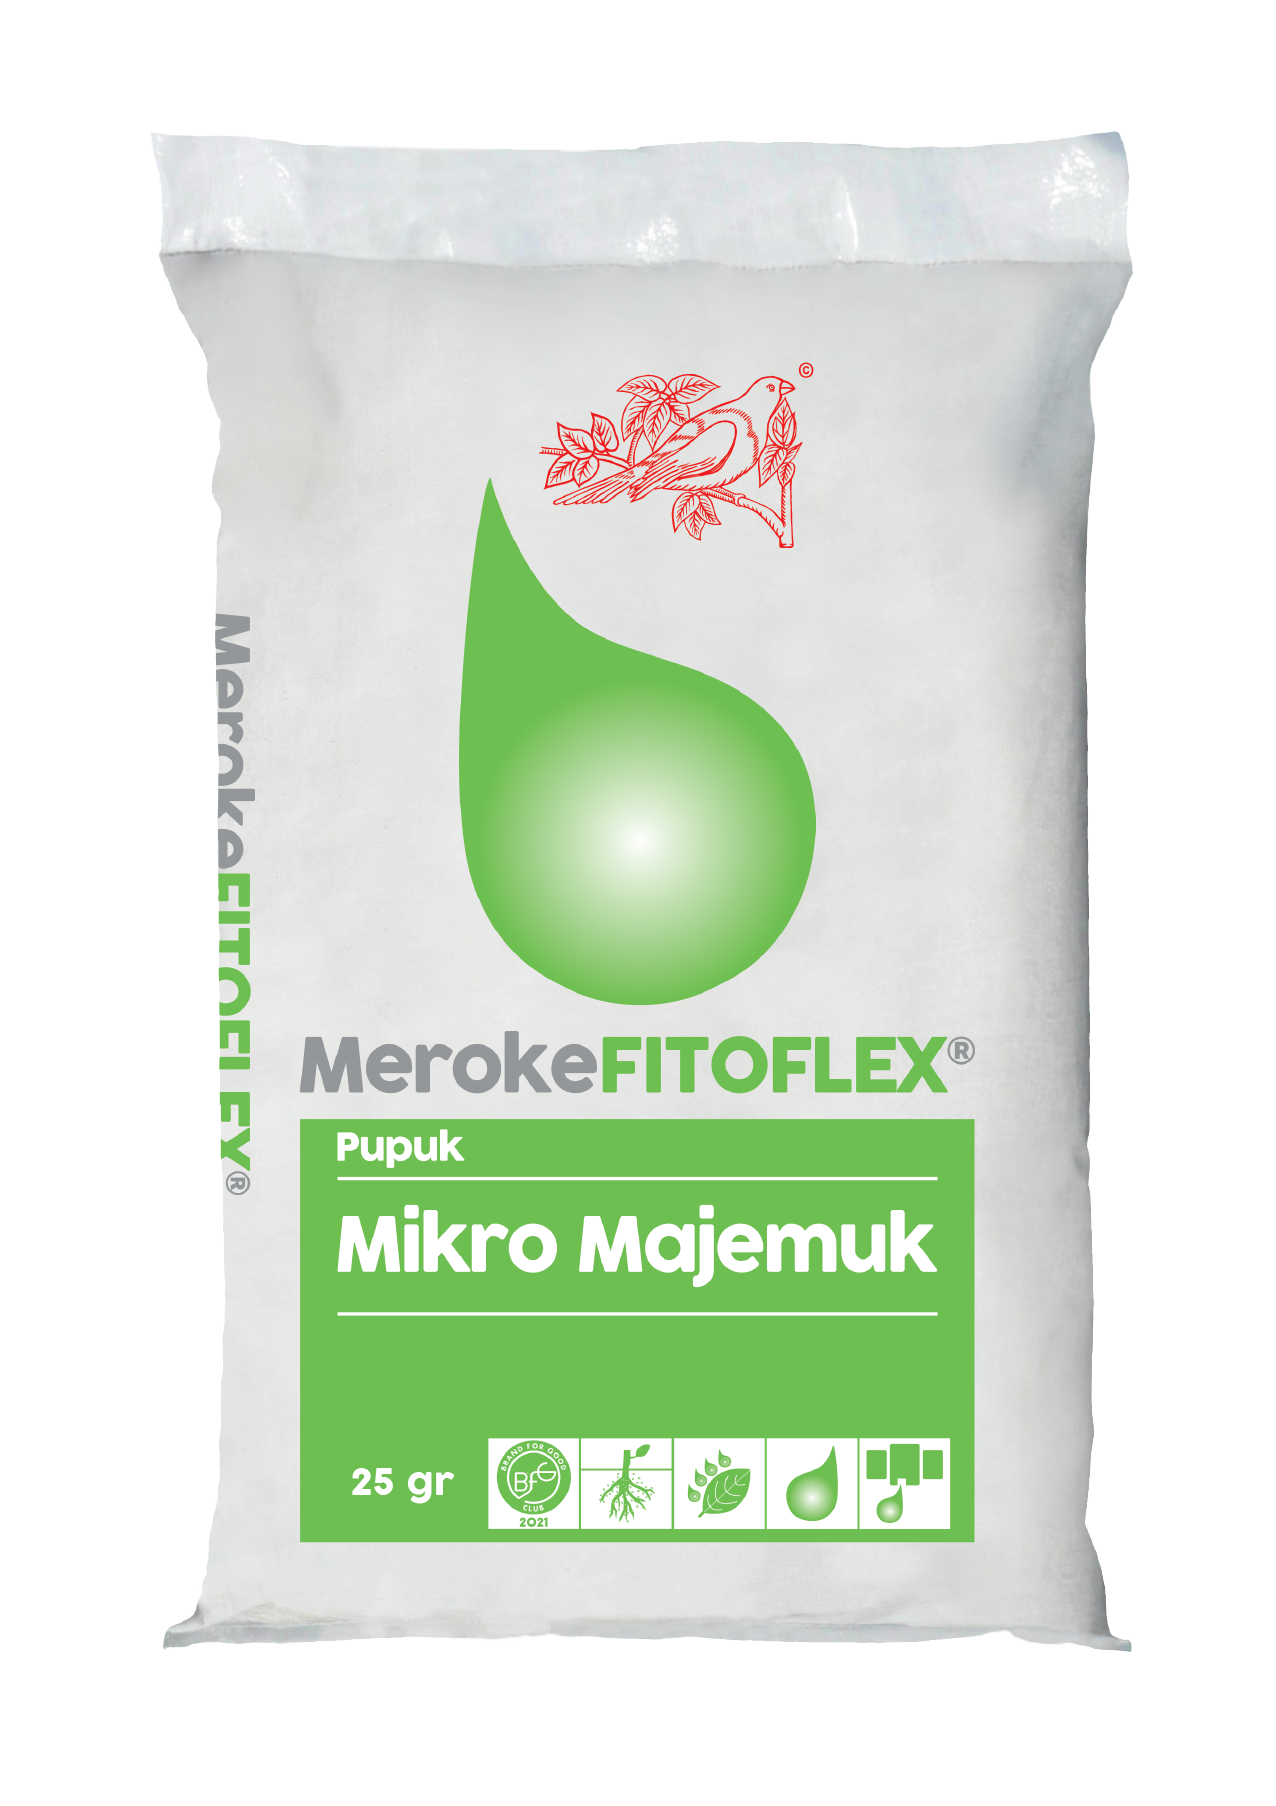 ©
MerokeFITOFLEX®
MerokeFITOFLEX®
Pupuk
Mikro Majemuk
25 gr
BRAND FOR GOOD
BfG
CLUB
2021